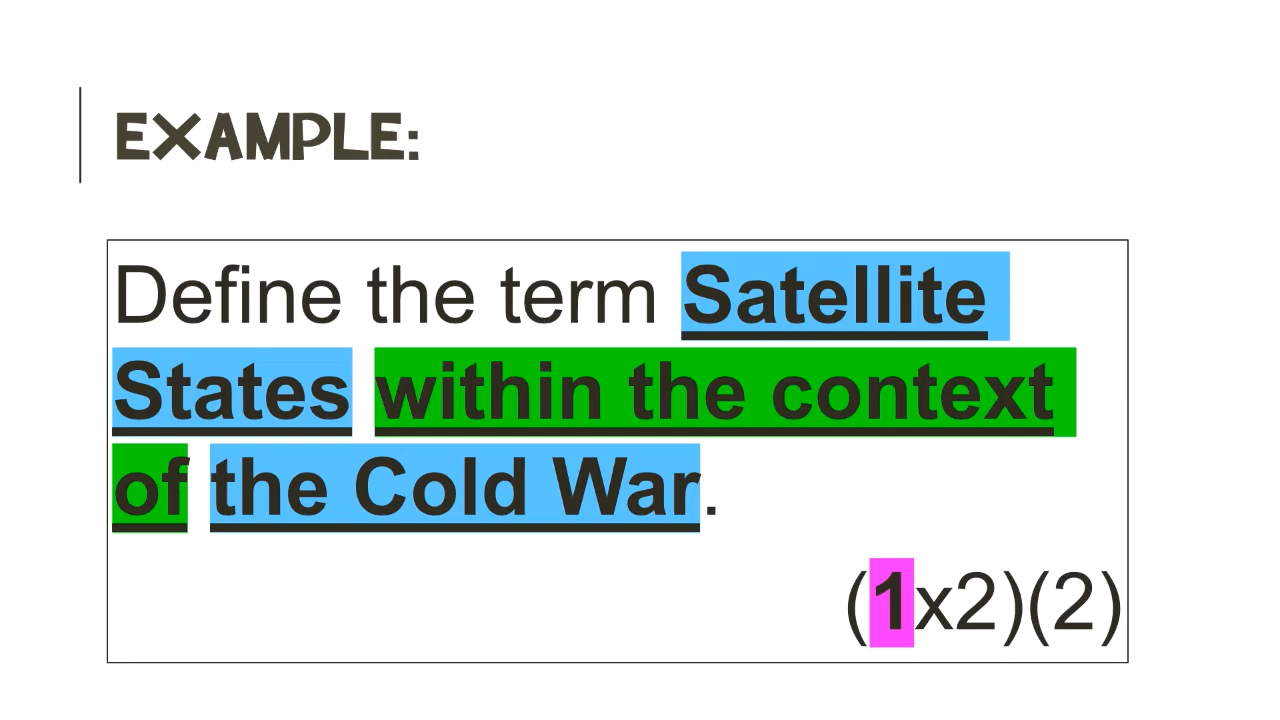 EXAMPLE:
Define the term Satellite
States within the context
of the Cold War.
(1x2)(2)